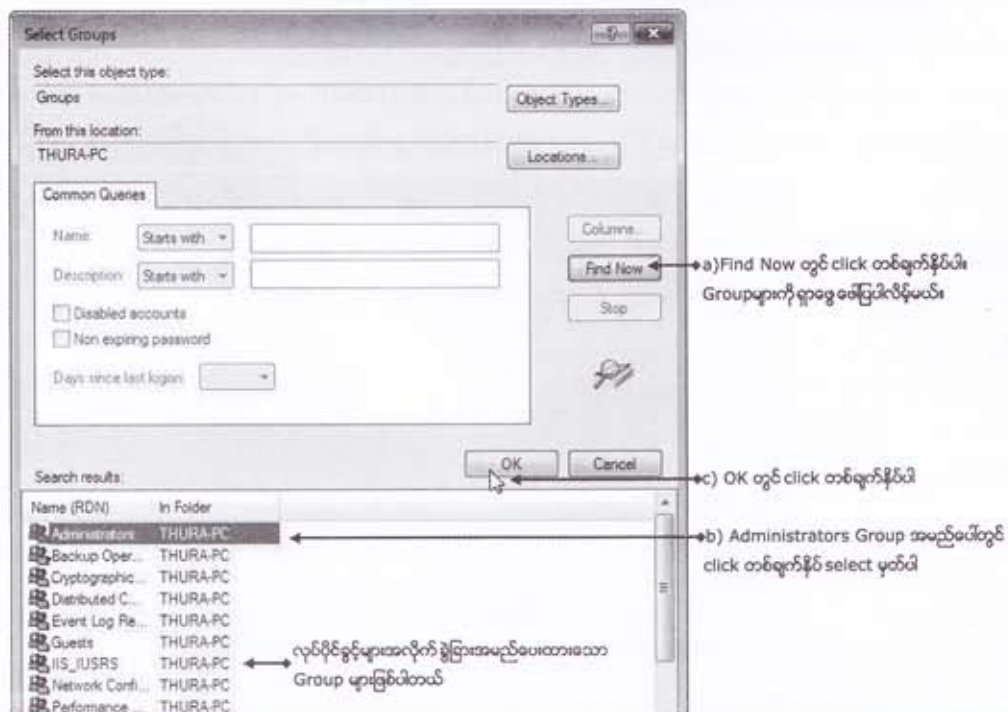 Select Groups
Select this object type:
Groups
Object Types...
From this location:
THURA-PC
Locations...
Common Queries
Name:
Starts with
Description:
Starts with
Disabled accounts
Non expiring password
Days since last logon:
Columns...
Find Now
Stop
a)Find Now တွင် click တစ်ချက်နှိပ်ပါ။
Groupများကို ရှာဖွေ ဖေါ်ပြပါလိမ့်မယ်။
OK
Cancel
c) OK တွင် click တစ်ချက်နှိပ်ပါ
Search results:
Name (RDN) In Folder
Administrators THURA-PC
b) Administrators Group အမည်ပေါ်တွင်
click တစ်ချက်နှိပ် select မှတ်ပါ
Backup Oper... THURA-PC
Cryptographic... THURA-PC
Distributed C... THURA-PC
Event Log Re... THURA-PC
Guests THURA-PC
IIS_IUSRS THURA-PC
လုပ်ပိုင်ခွင့်များအလိုက် ခွဲခြားအမည်ပေးထားသော
Group များဖြစ်ပါတယ်
Network Confi... THURA-PC
Performance ... THURA-PC